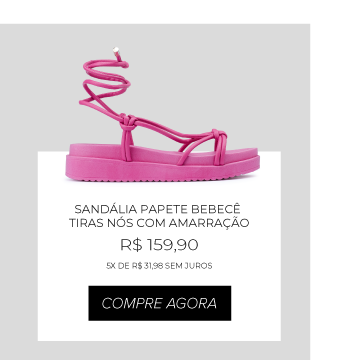 SANDÁLIA PAPETE BEBECÊ
TIRAS NÓS COM AMARRAÇÃO
R$ 159,90
5X DE R$ 31,98 SEM JUROS
COMPRE AGORA